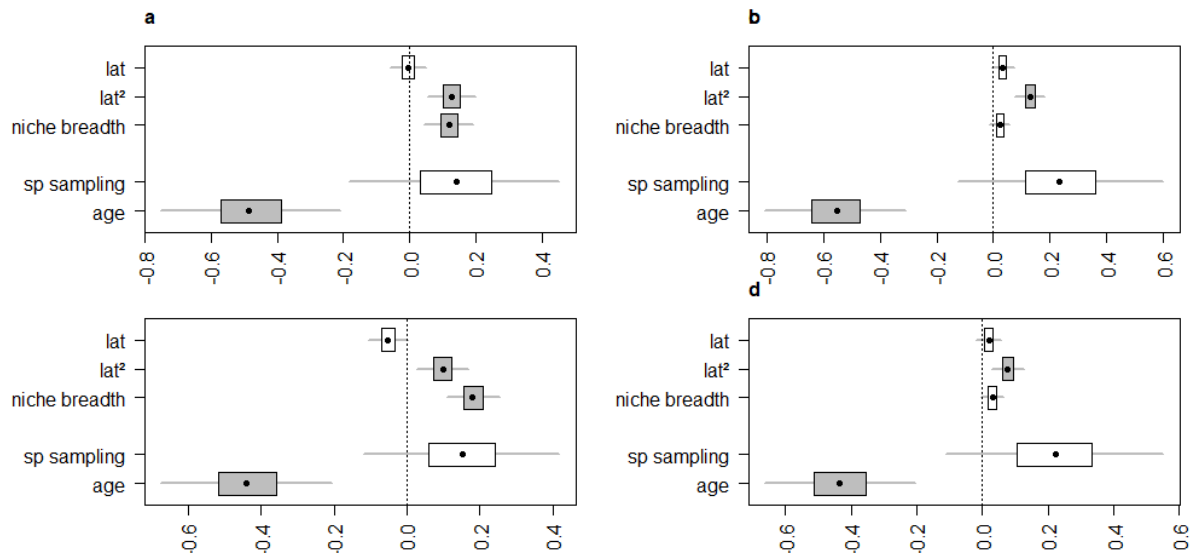 a
lat
lat²
niche breadth
sp sampling
age
-0.8
-0.6
-0.4
-0.2
0.0
0.2
0.4
b
lat
lat²
niche breadth
sp sampling
age
-0.8
-0.6
-0.4
-0.2
0.0
0.2
0.4
0.6
lat
lat²
niche breadth
sp sampling
age
-0.6
-0.4
-0.2
0.0
0.2
0.4
d
lat
lat²
niche breadth
sp sampling
age
-0.6
-0.4
-0.2
0.0
0.2
0.4
0.6